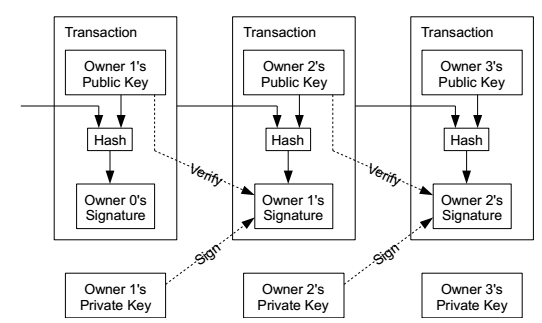 Transaction
Owner 1's
Public Key
Hash
Owner 0's
Signature
Transaction
Owner 2's
Public Key
Hash
Verify
Owner 1's
Signature
Transaction
Owner 3's
Public Key
Hash
Verify
Owner 2's
Signature
Sign
Sign
Owner 1's
Private Key
Owner 2's
Private Key
Owner 3's
Private Key